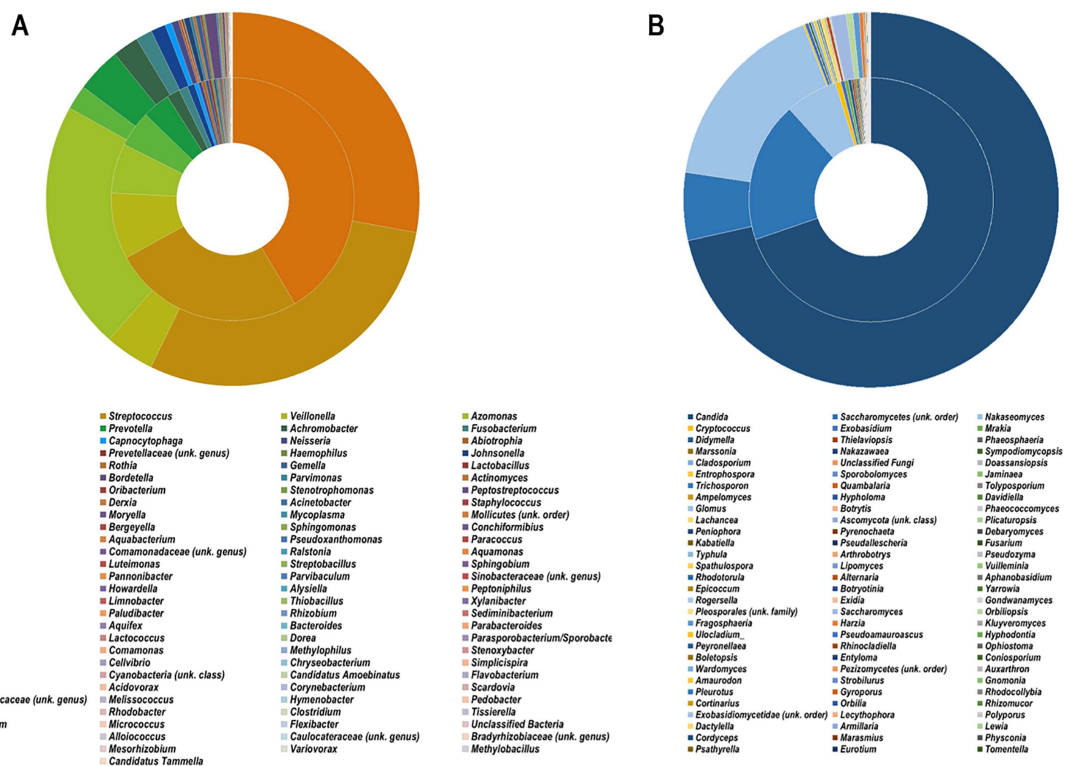 A
B
Streptococcus
Prevotella
Capnocytophaga
Prevetellaceae (unk. genus)
Rothia
Bordetella
Oribacterium
Derxia
Moryella
Bergeyella
Aquabacterium
Comamonadaceae (unk. genus)
Luteimonas
Pannonibacter
Howardella
Limnobacter
Paludibacter
Aquifex
Lactococcus
Comamonas
Cellvibrio
Cyanobacteria (unk. class)
Acidovorax
caceae (unk. genus)
Melissococcus
Rhodobacter
m
Micrococcus
Alloiococcus
Mesorhizobium
Candidatus Tammella
Veillonella
Achromobacter
Neisseria
Haemophilus
Gemella
Parvimonas
Stenotrophomonas
Acinetobacter
Mycoplasma
Sphingomonas
Pseudoxanthomonas
Ralstonia
Streptobacillus
Parvibaculum
Alysiella
Thiobacillus
Rhizobium
Bacteroides
Dorea
Methylophilus
Chryseobacterium
Candidatus Amoebinatus
Corynebacterium
Hymenobacter
Clostridium
Flexibacter
Caulocateraceae (unk. genus)
Variovorax
Azomonas
Fusobacterium
Abiotrophia
Johnsonella
Lactobacillus
Actinomyces
Peptostreptococcus
Staphylococcus
Mollicutes (unk. order)
Conchiformibius
Paracoccus
Aquamonas
Sphingobium
Sinobacteraceae (unk. genus)
Peptoniphilus
Xylanibacter
Sediminibacterium
Parabacteroides
Parasporobacterium/Sporobacte
Stenoxybacter
Simplicispira
Flavobacterium
Scardovia
Pedobacter
Tissierella
Unclassified Bacteria
Bradyrhizobiaceae (unk. genus)
Methylobacillus
Candida
Cryptococcus
Didymella
Marssonia
Cladosporium
Entrophospora
Trichosporon
Ampelomyces
Glomus
Lachancea
Peniophora
Kabatiella
Typhula
Spathulospora
Rhodotorula
Epicoccum
Rogersella
Pleosporales (unk. family)
Fragosphaeria
Ulocladium_
Peyronellaea
Boletopsis
Wardomyces
Amaurodon
Pleurotus
Cortinarius
Exobasidiomycetidae (unk. order)
Dactylella
Cordyceps
Psathyrella
Saccharomycetes (unk. order)
Exobasidium
Thielaviopsis
Nakazawaea
Unclassified Fungi
Sporobolomyces
Quambalaria
Hypholoma
Botrytis
Ascomycota (unk. class)
Pyrenochaeta
Pseudallescheria
Arthrobotrys
Lipomyces
Alternaria
Botryotinia
Exidia
Saccharomyces
Harzia
Pseudoamauroascus
Rhinocladiella
Entyloma
Pezizomycetes (unk. order)
Strobilurus
Gyroporus
Orbilia
Lecythophora
Armillaria
Marasmius
Eurotium
Nakaseomyces
Mrakia
Phaeosphaeria
Sympodiomycopsis
Doassansiopsis
Jaminaea
Tolyposporium
Davidiella
Phaeococcomyces
Plicaturopsis
Debaryomyces
Fusarium
Pseudozyma
Vuilleminia
Aphanobasidium
Yarrowia
Gondwanamyces
Orbiliopsis
Kluyveromyces
Hyphodontia
Ophiostoma
Coniosporium
Auxarthron
Gnomonia
Rhodocollybia
Rhizomucor
Polyporus
Lewia
Physconia
Tomentella